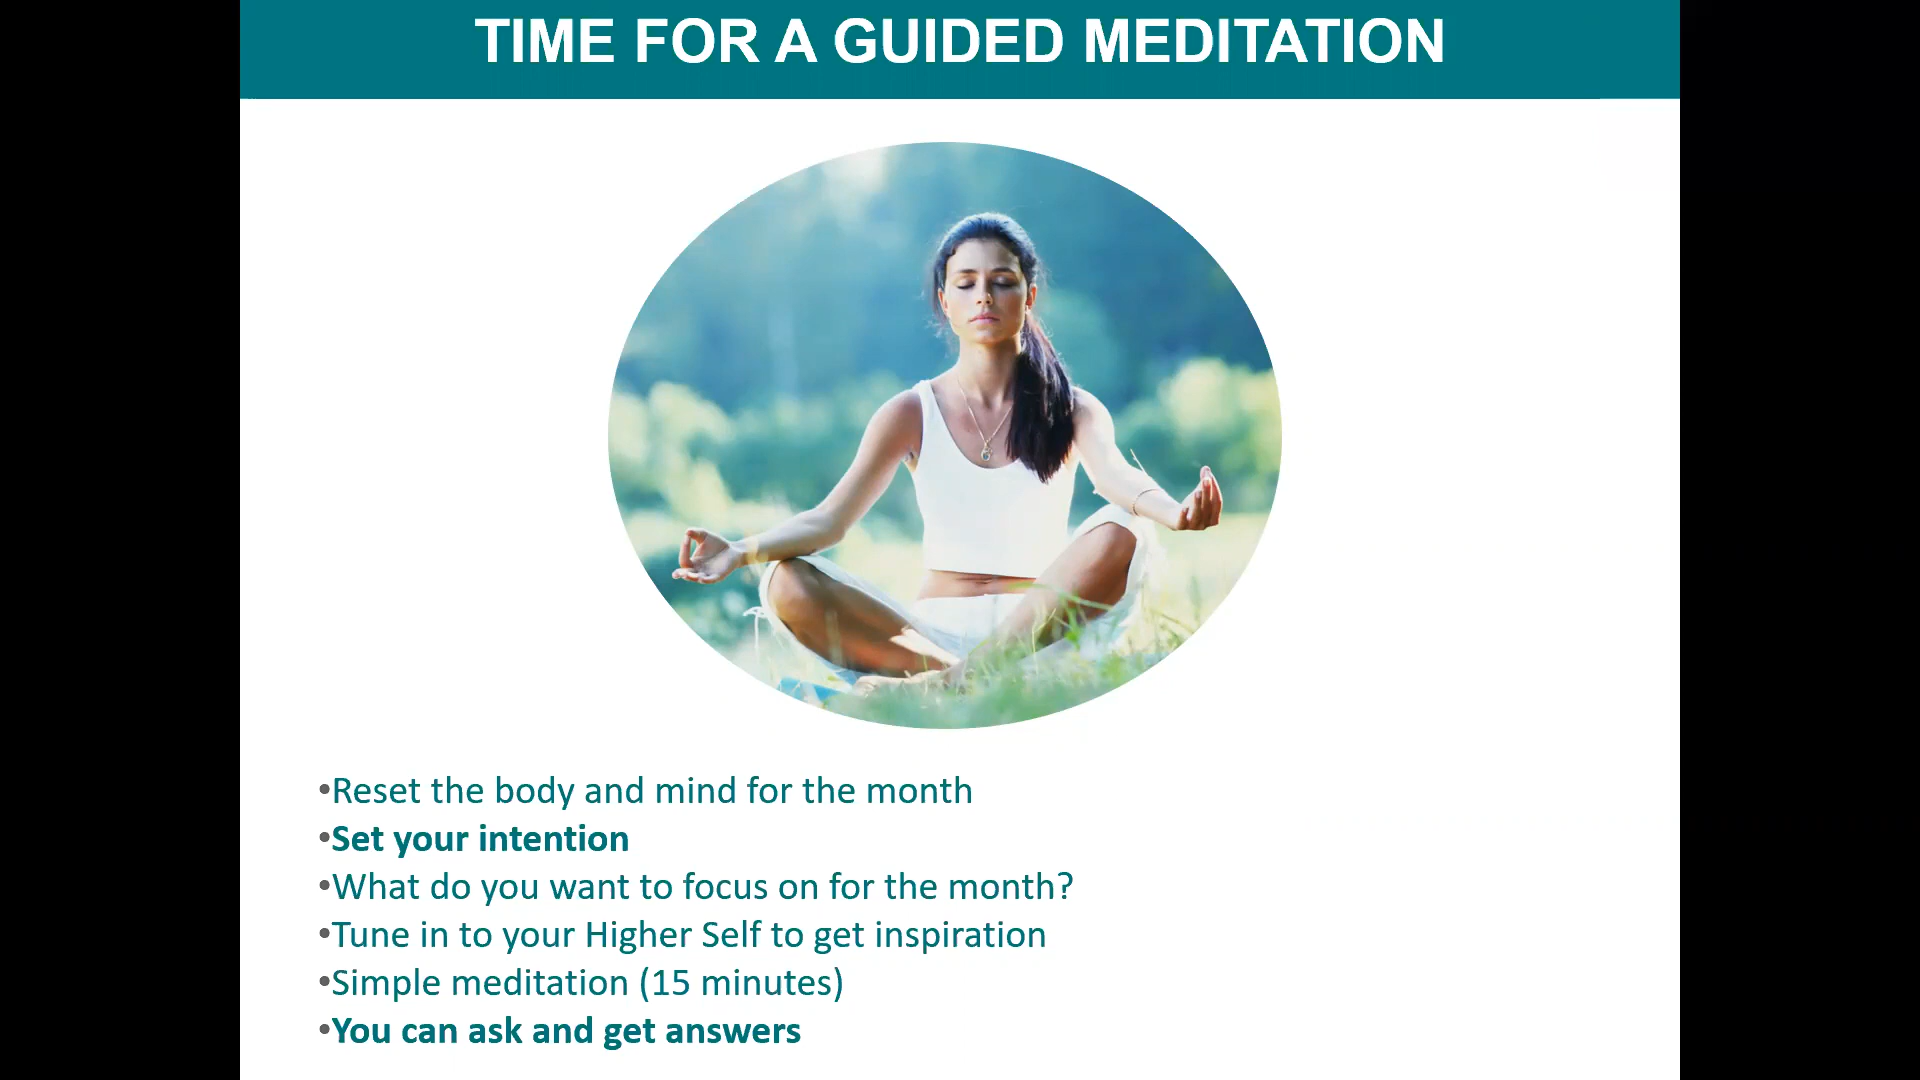 TIME FOR A GUIDED MEDITATION
•Reset the body and mind for the month
•Set your intention
•What do you want to focus on for the month?
•Tune in to your Higher Self to get inspiration
•Simple meditation (15 minutes)
•You can ask and get answers